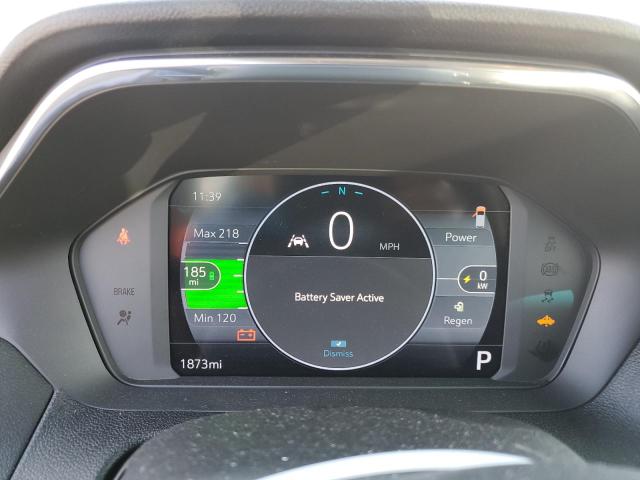 11:39
N
0
MPH
Max 218
185
mi
Min 120
Power
0
kW
Regen
BRAKE
Battery Saver Active
Dismiss
1873mi
P